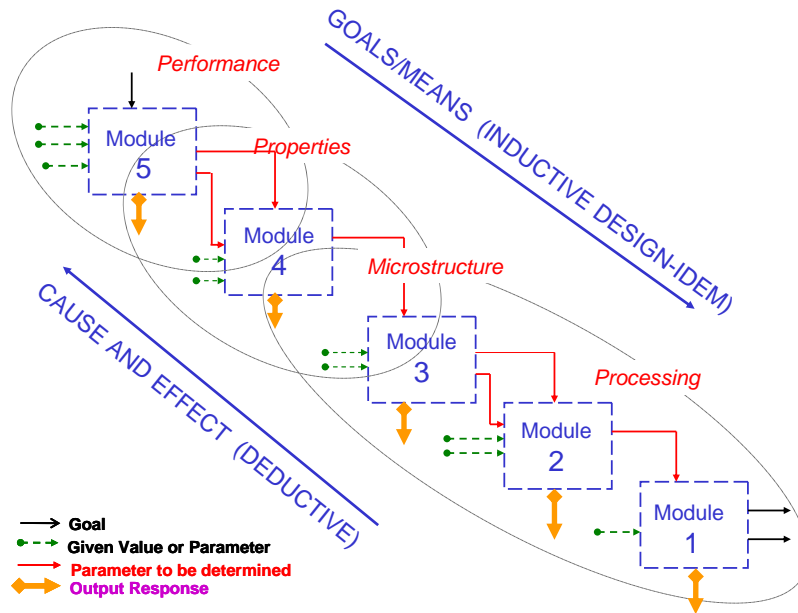 Performance
GOALS/MEANS (INDUCTIVE DESIGN-IDEM)
Module
5
Properties
Module
4
Microstructure
CAUSE AND EFFECT (DEDUCTIVE)
Module
3
Processing
Module
2
Module
1
Goal
Given Value or Parameter
Parameter to be determined
Output Response